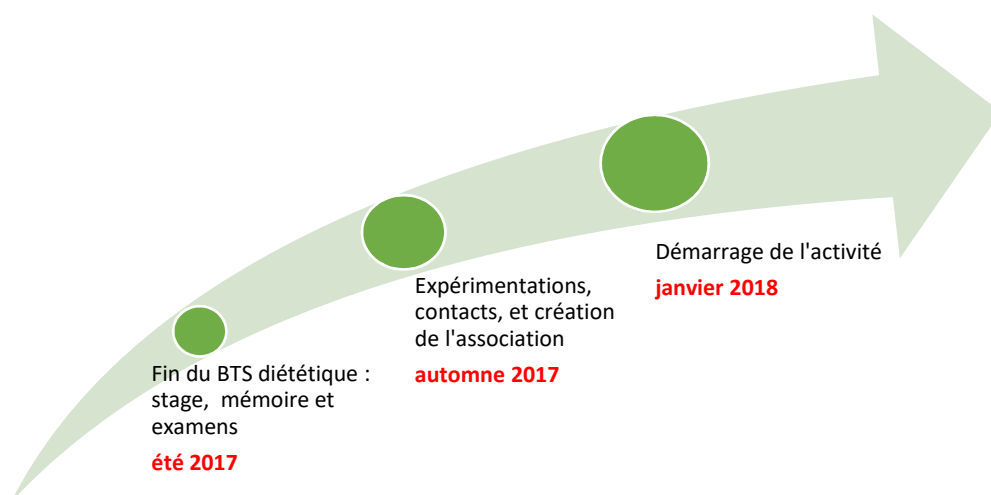 Fin du BTS diététique :
stage, mémoire et
examens
été 2017
Expérimentations,
contacts, et création
de l'association
automne 2017
Démarrage de l'activité
janvier 2018